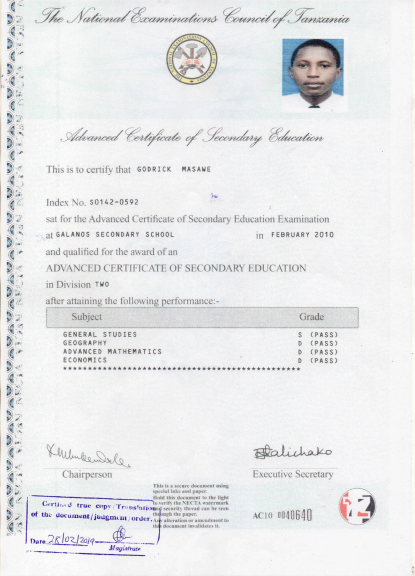 The National Examinations Council of Tanzania
Advanced Certificate of Secondary Education
This is to certify that GODRICK MASAWE
Index No. S0142-0592
sat for the Advanced Certificate of Secondary Education Examination
at GALANOS SECONDARY SCHOOL in FEBRUARY 2010
and qualified for the award of an
ADVANCED CERTIFICATE OF SECONDARY EDUCATION
in Division TWO
after attaining the following performance:-
Subject Grade
GENERAL STUDIES S (PASS)
GEOGRAPHY D (PASS)
ADVANCED MATHEMATICS D (PASS)
ECONOMICS D (PASS)
**************************************************
Chairperson Executive Secretary
This is a secure document using
special inks and paper.
Hold this document to the light
to verify the NECTA watermark
and security thread can be seen
through the paper.
Any alteration or amendment to
this document invalidates it.
Certified true copy/Translation
of the document/judgment/order.
Date 28/02/2019
Magistrate
AC10 0040640